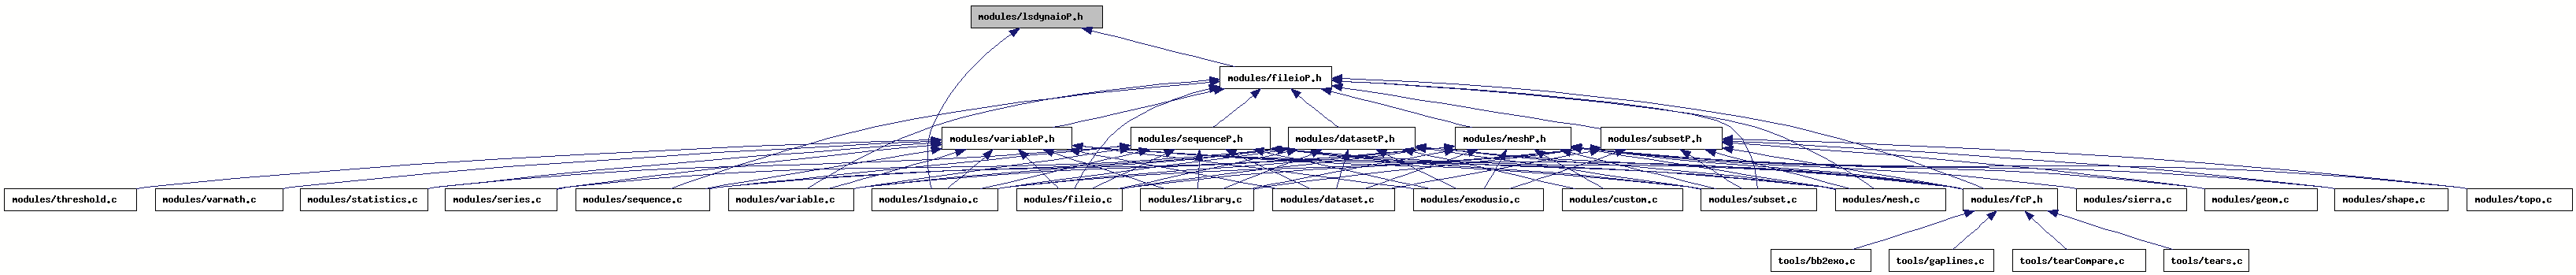 modules/lsdynaioP.h
modules/fileioP.h
modules/variableP.h
modules/sequenceP.h
modules/datasetP.h
modules/meshP.h
modules/subsetP.h
modules/threshold.c
modules/varmath.c
modules/statistics.c
modules/series.c
modules/sequence.c
modules/variable.c
modules/lsdynaio.c
modules/fileio.c
modules/library.c
modules/dataset.c
modules/exodusio.c
modules/custom.c
modules/subset.c
modules/mesh.c
modules/fcP.h
modules/sierra.c
modules/geom.c
modules/shape.c
modules/topo.c
tools/bb2exo.c
tools/gaplines.c
tools/tearCompare.c
tools/tears.c